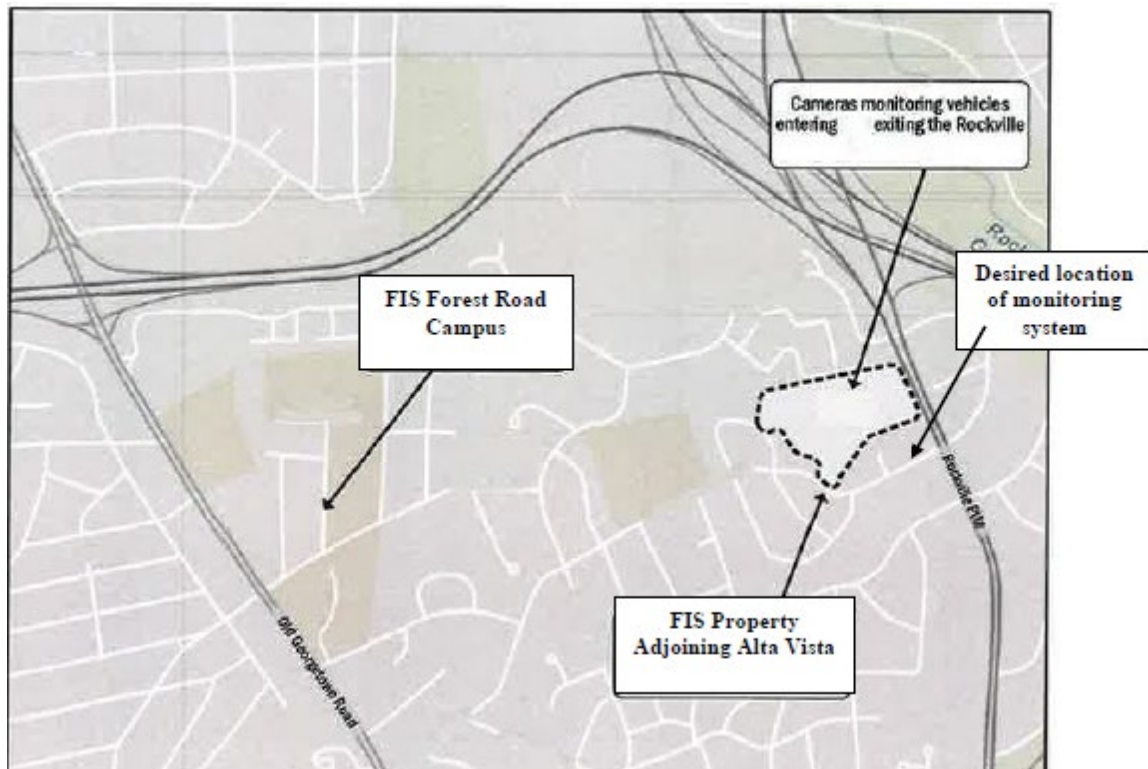 Cameras monitoring vehicles
entering exiting the Rockville
FIS Forest Road
Campus
Desired location
of monitoring
system
FIS Property
Adjoining Alta Vista
Old Georgetown Road
Rockville